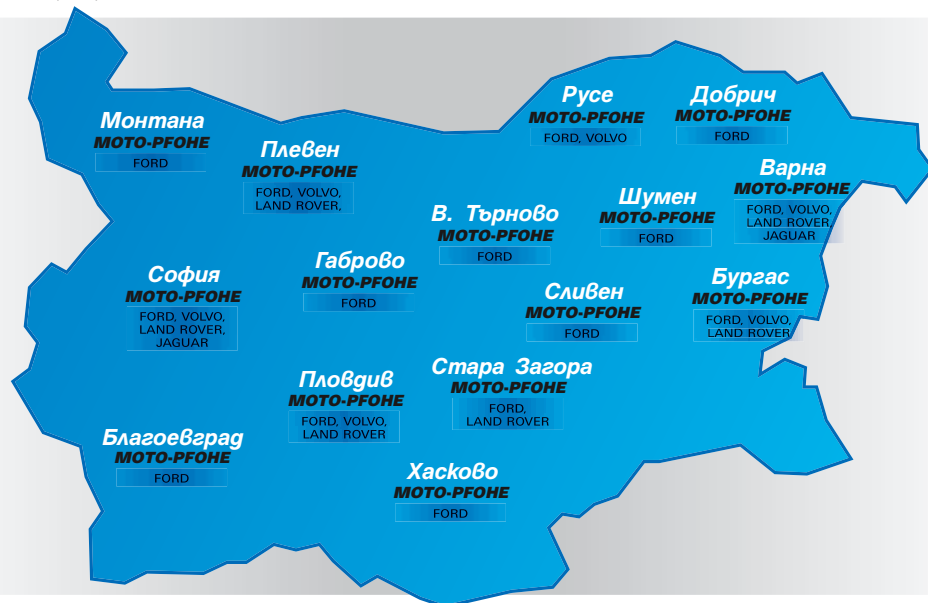 Монтана
МОТО-PFOHE
FORD
Плевен
МОТО-PFOHE
FORD, VOLVO,
LAND ROVER,
Русе
МОТО-PFOHE
FORD, VOLVO
Добрич
МОТО-PFOHE
FORD
Варна
МОТО-PFOHE
FORD, VOLVO,
LAND ROVER,
JAGUAR
Шумен
МОТО-PFOHE
FORD
В. Търново
МОТО-PFOHE
FORD
Габрово
МОТО-PFOHE
FORD
София
МОТО-PFOHE
FORD, VOLVO,
LAND ROVER,
JAGUAR
Сливен
МОТО-PFOHE
FORD
Бургас
МОТО-PFOHE
FORD, VOLVO,
LAND ROVER
Пловдив
МОТО-PFOHE
FORD, VOLVO,
LAND ROVER
Стара Загора
МОТО-PFOHE
FORD,
LAND ROVER
Благоевград
МОТО-PFOHE
FORD
Хасково
МОТО-PFOHE
FORD